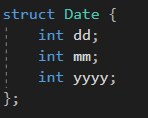 struct Date {
    int dd;
    int mm;
    int yyyy;
};